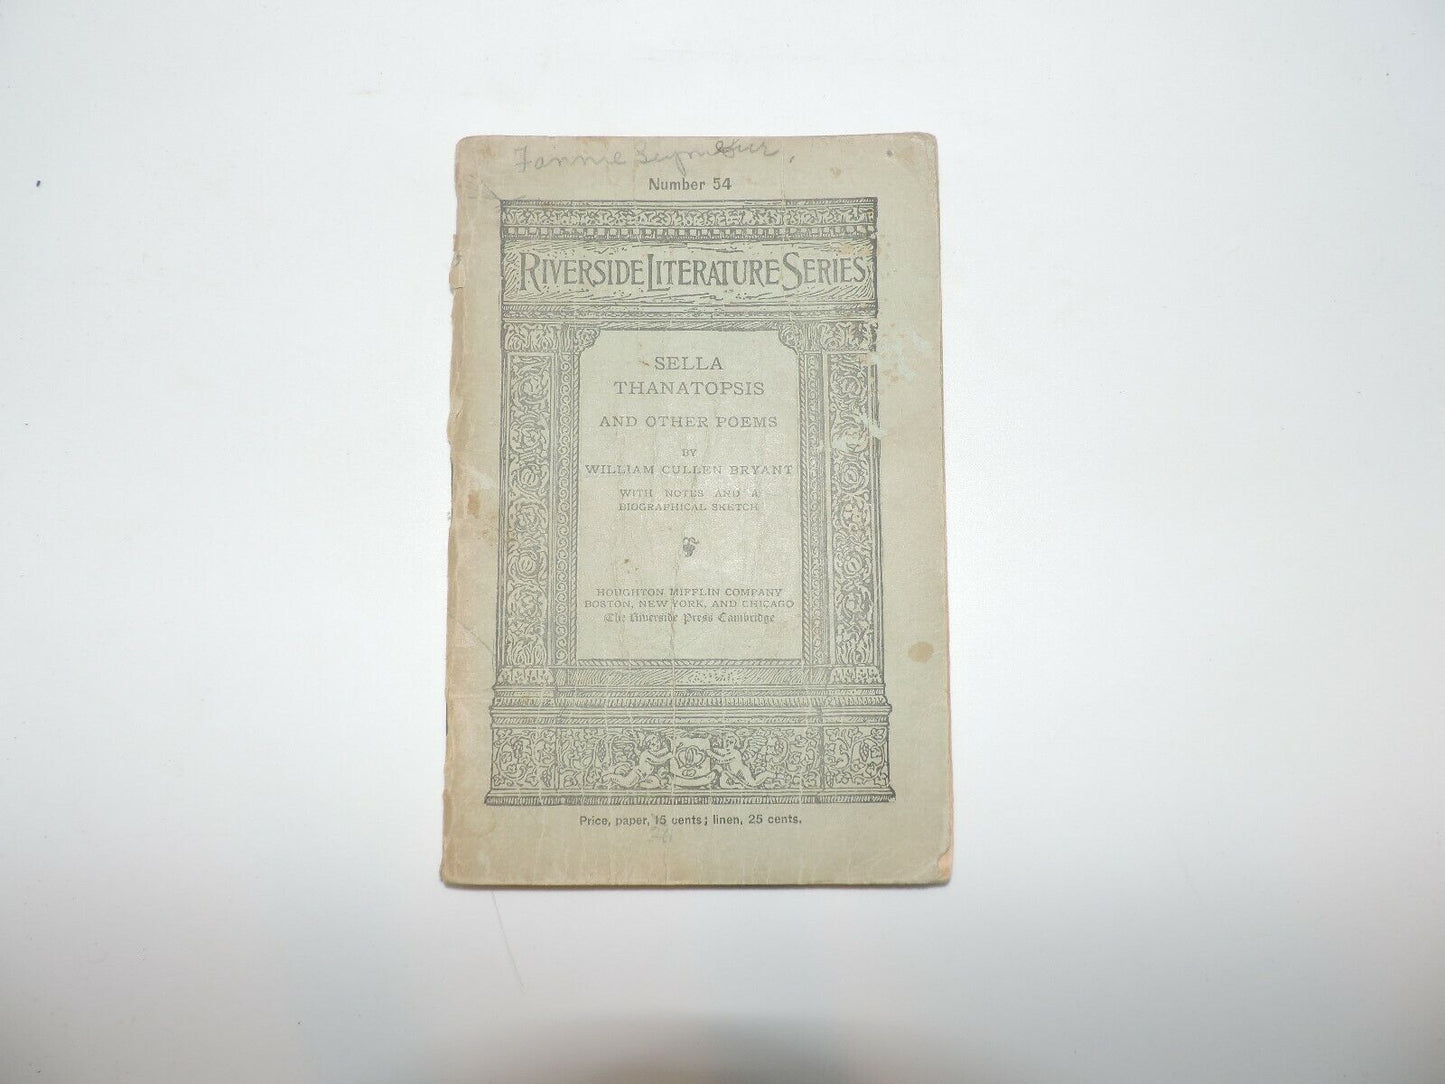 Fannie Seymour,
Number 54
RIVERSIDE LITERATURE SERIES
SELLA
THANATOPSIS
AND OTHER POEMS
BY
WILLIAM CULLEN BRYANT
WITH NOTES AND A
BIOGRAPHICAL SKETCH
HOUGHTON MIFFLIN COMPANY
BOSTON, NEW YORK, AND CHICAGO
The Riverside Press Cambridge
Price, paper, 15 cents; linen, 25 cents.